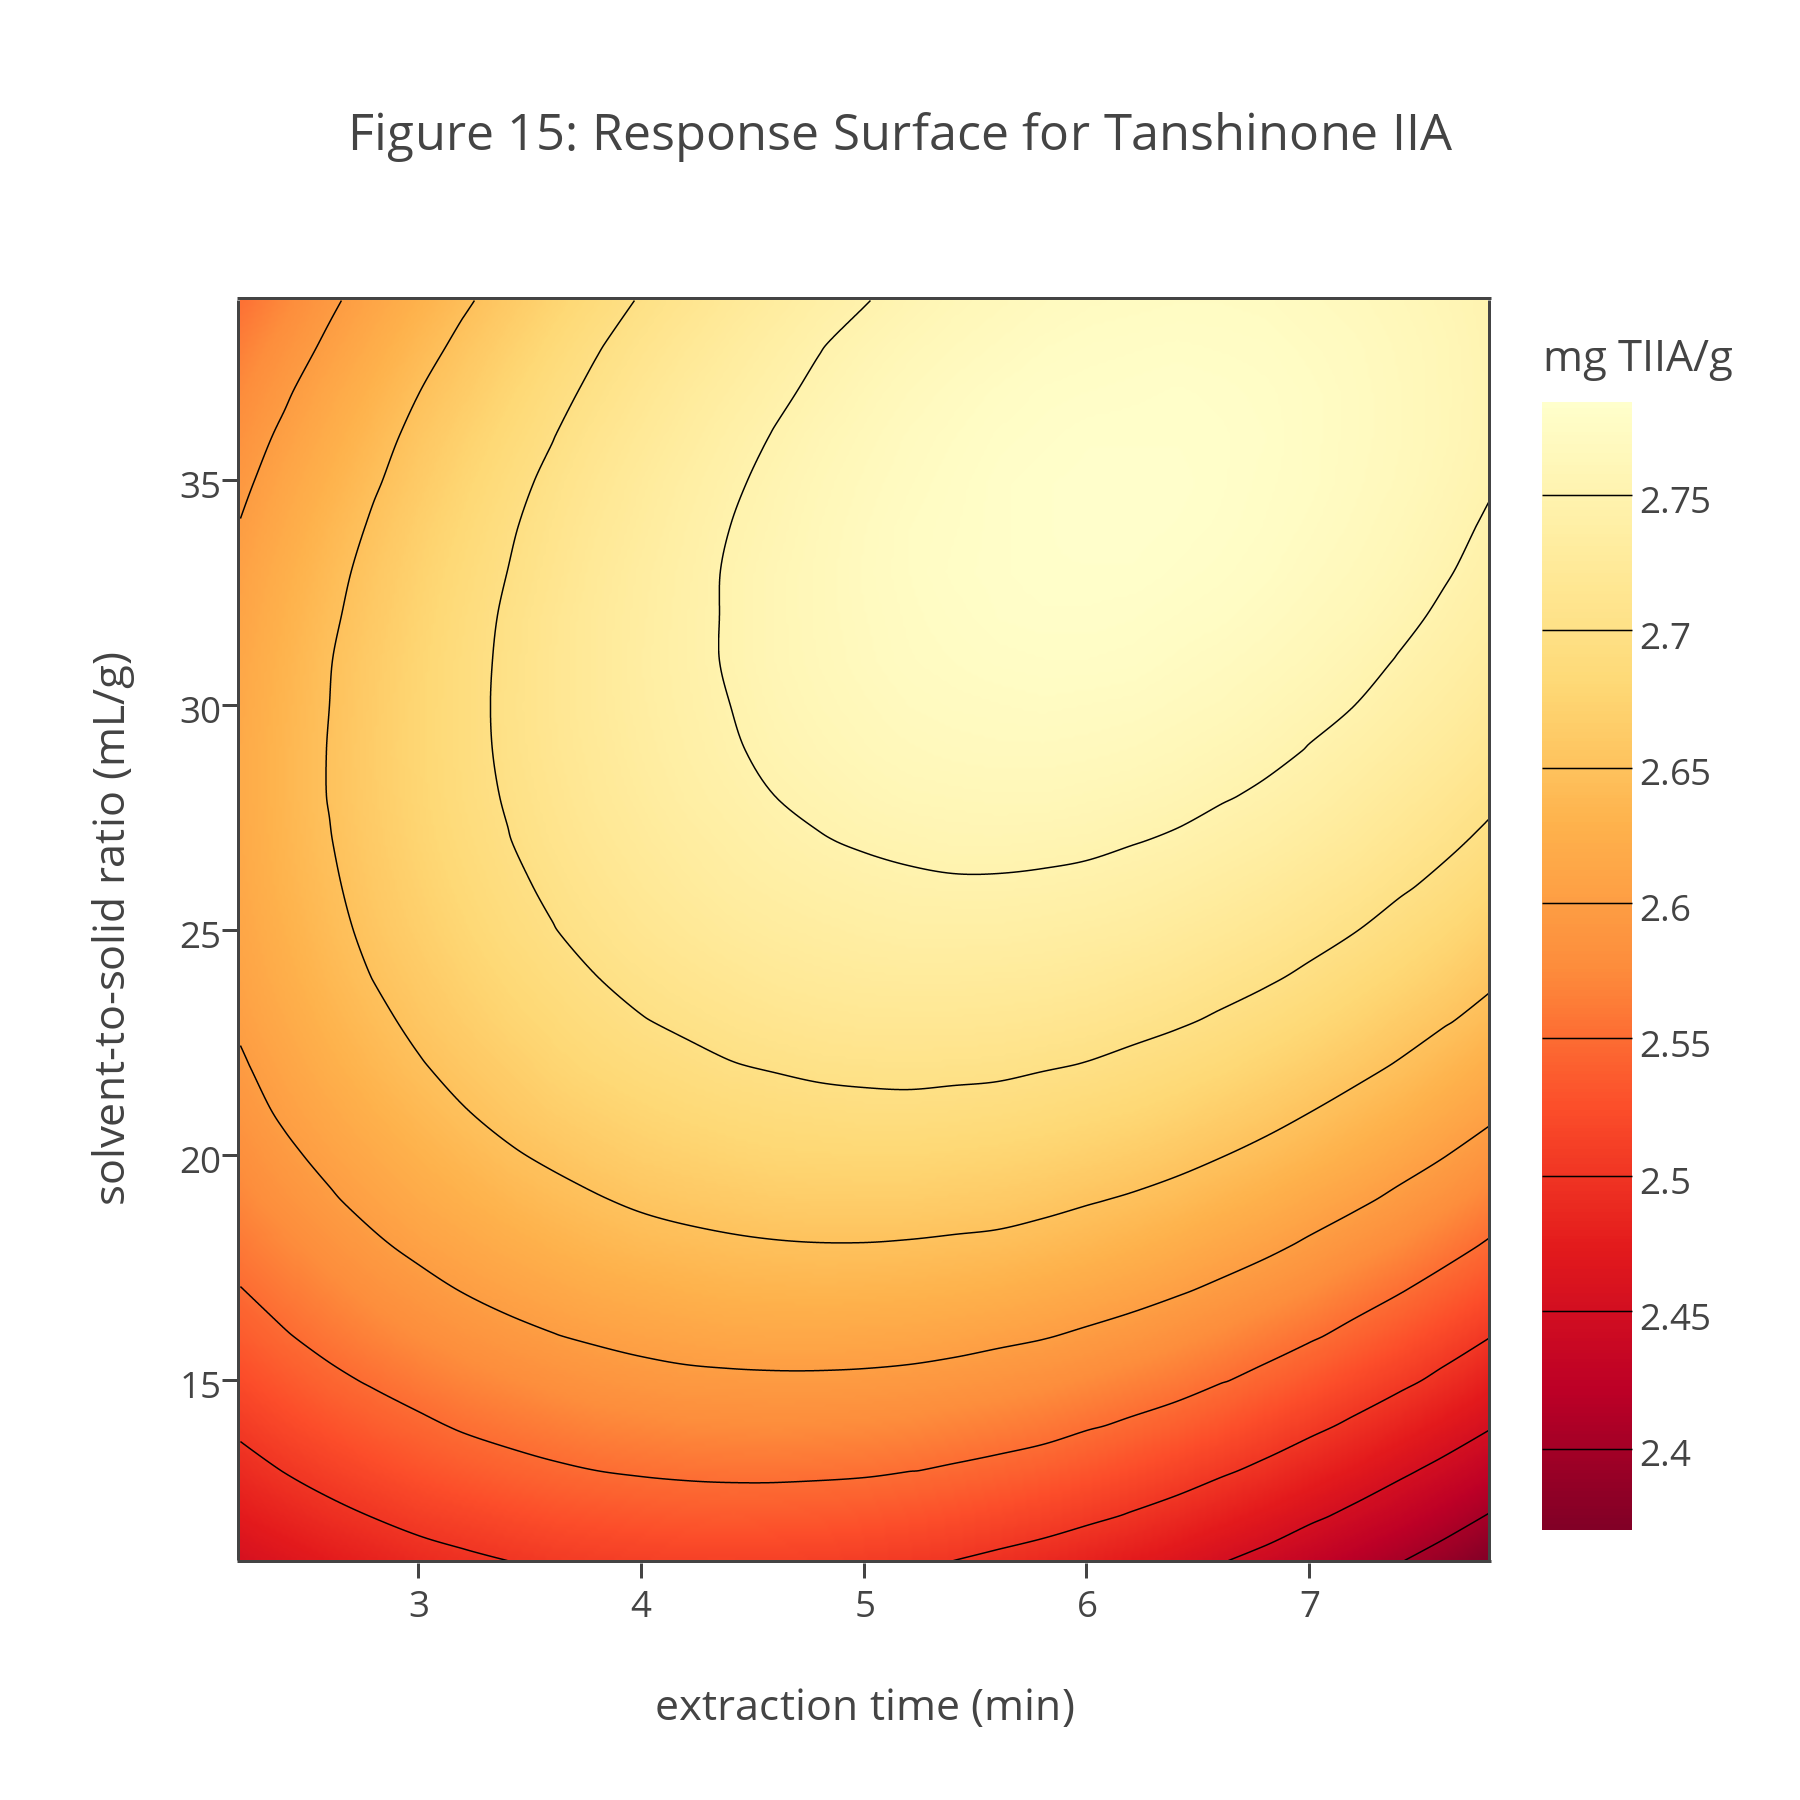 Figure 15: Response Surface for Tanshinone IIA
mg TIIA/g
2.75
2.7
2.65
2.6
2.55
2.5
2.45
2.4
solvent-to-solid ratio (mL/g)
35
30
25
20
15
3 4 5 6 7
extraction time (min)